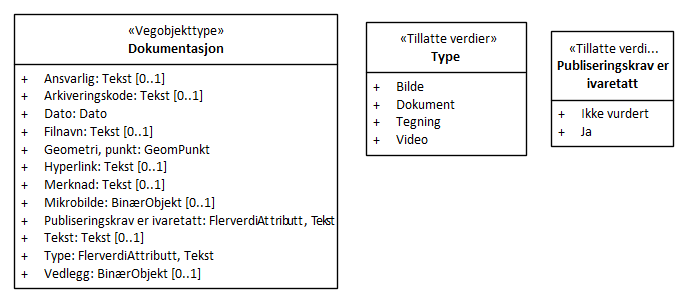 «Vegobjekttype»
Dokumentasjon
+ Ansvarlig: Tekst [0..1]
+ Arkiveringskode: Tekst [0..1]
+ Dato: Dato
+ Filnavn: Tekst [0..1]
+ Geometri, punkt: GeomPunkt
+ Hyperlink: Tekst [0..1]
+ Merknad: Tekst [0..1]
+ Mikrobilde: BinærObjekt [0..1]
+ Publiseringskrav er ivaretatt: FlerverdiAttributt, Tekst
+ Tekst: Tekst [0..1]
+ Type: FlerverdiAttributt, Tekst
+ Vedlegg: BinærObjekt [0..1]
«Tillatte verdier»
Type
+ Bilde
+ Dokument
+ Tegning
+ Video
«Tillatte verdi...
Publiseringskrav er
ivaretatt
+ Ikke vurdert
+ Ja